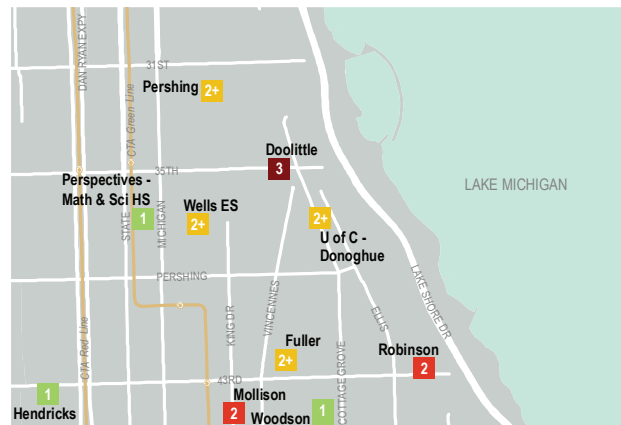 DAN RYAN EXPY
CTA Green Line
31ST
Pershing 2+
Doolittle
3
35TH
Perspectives -
Math & Sci HS
1
STATE
MICHIGAN
Wells ES
2+
2+
U of C -
Donoghue
LAKE MICHIGAN
PERSHING
LAKE SHORE DR
CTA Red Line
KING DR
VINCENNES
ELLIS
Fuller
2+
Robinson
2
43RD
COTTAGE GROVE
1
Hendricks
Mollison
2
Woodson 1